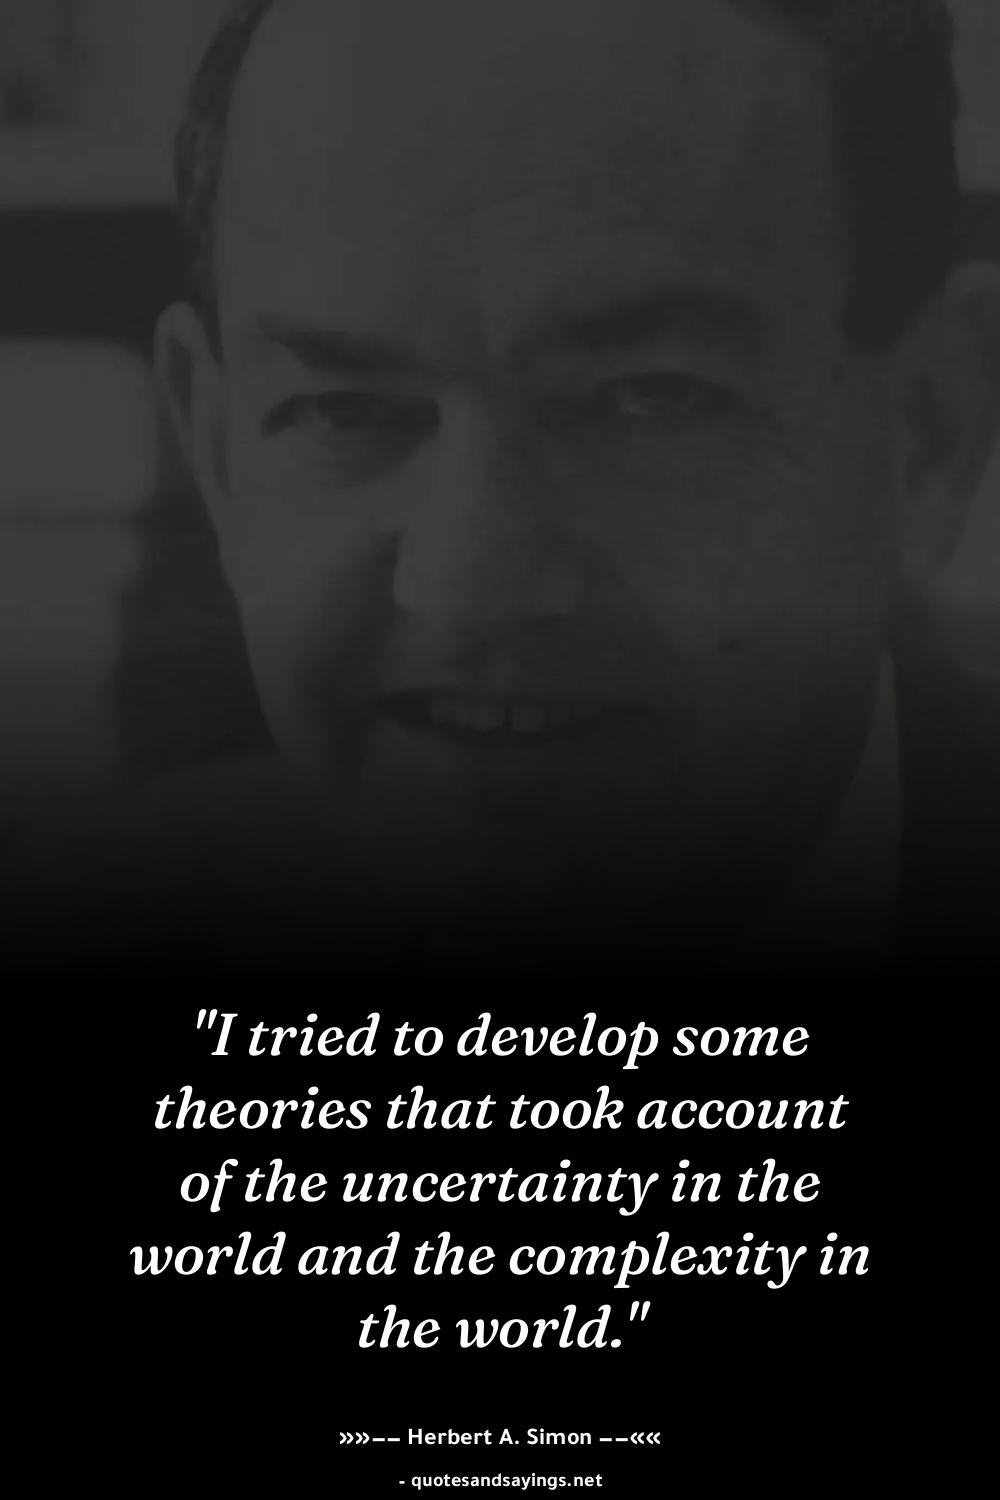 "I tried to develop some
theories that took account
of the uncertainty in the
world and the complexity in
the world."
»»−− Herbert A. Simon −−««
- quotesandsayings.net